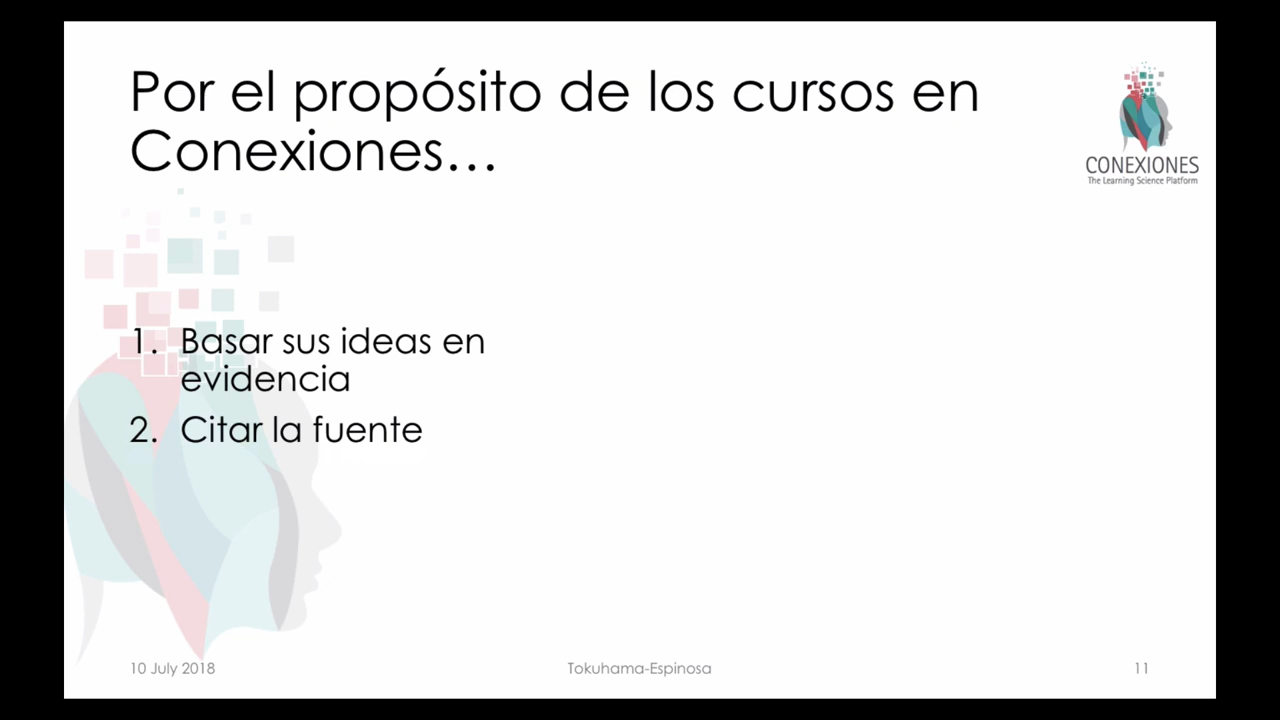 Por el propósito de los cursos en
Conexiones...
CONEXIONES
The Learning Science Platform
1. Basar sus ideas en
evidencia
2. Citar la fuente
10 July 2018
Tokuhama-Espinosa
11